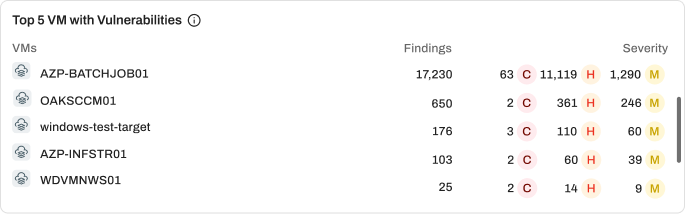 Top 5 VM with Vulnerabilities
VMs Findings Severity
AZP-BATCHJOB01 17,230 63 C 11,119 H 1,290 M
OAKSCCM01 650 2 C 361 H 246 M
windows-test-target 176 3 C 110 H 60 M
AZP-INFSTR01 103 2 C 60 H 39 M
WDVMNWS01 25 2 C 14 H 9 M